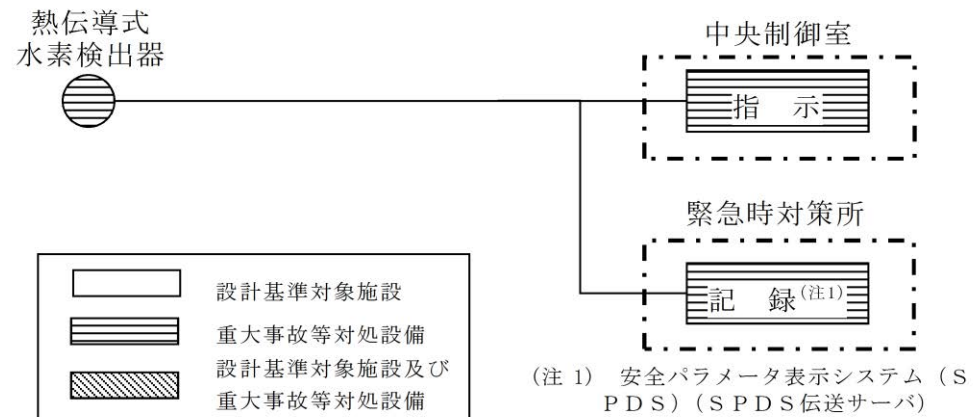 熱伝導式
水素検出器
中央制御室
指　示
緊急時対策所
記　録(注1)
設計基準対象施設
重大事故等対処設備
設計基準対象施設及び
重大事故等対処設備
(注 1)　安全パラメータ表示システム（Ｓ
ＰＤＳ）（ＳＰＤＳ伝送サーバ）